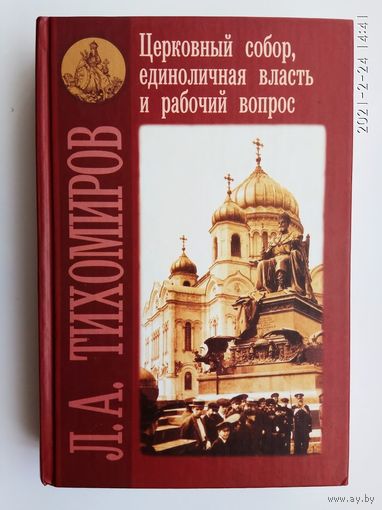 Церковный собор,
единоличная власть
и рабочий вопрос
Л. А. ТИХОМИРОВ
2021-2-24 14:41
www.ay.by